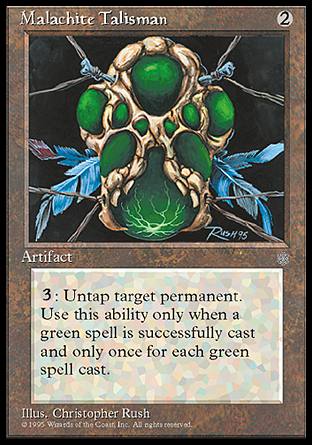 Malachite Talisman 2
RUSH 95
Artifact
3: Untap target permanent.
Use this ability only when a
green spell is successfully cast
and only once for each green
spell cast.
Illus. Christopher Rush
© 1995 Wizards of the Coast, Inc. All rights reserved.